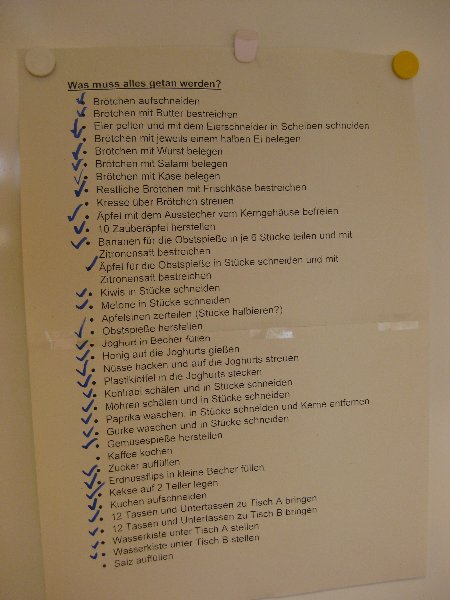 Was muss alles getan werden?
Brötchen aufschneiden
Brötchen mit Butter bestreichen
Eier pellen und mit dem Eierschneider in Scheiben schneiden
Brötchen mit jeweils einem halben Ei belegen
Brötchen mit Wurst belegen
Brötchen mit Salami belegen
Brötchen mit Käse belegen
Restliche Brötchen mit Frischkäse bestreichen
Kresse über Brötchen streuen
Äpfel mit dem Ausstecher vom Kerngehäuse befreien
10 Zauberäpfel herstellen
Bananen für die Obstspieße in je 6 Stücke teilen und mit
Zitronensaft bestreichen
Äpfel für die Obstspieße in Stücke schneiden und mit
Zitronensaft bestreichen
Kiwis in Stücke schneiden
Melone in Stücke schneiden
Apfelsinen zerteilen (Stücke halbieren?)
Obstspieße herstellen
Joghurt in Becher füllen
Honig auf die Joghurts gießen
Nüsse hacken und auf die Joghurts streuen
Plastiklöffel in die Joghurts stecken
Kohlrabi schälen und in Stücke schneiden
Möhren schälen und in Stücke schneiden
Paprika waschen, in Stücke schneiden und Kerne entfernen
Gurke waschen und in Stücke schneiden
Gemüsespieße herstellen
Kaffee kochen
Zucker auffüllen
Erdnussflips in kleine Becher füllen
Kekse auf 2 Teller legen
Kuchen aufschneiden
12 Tassen und Untertassen zu Tisch A bringen
12 Tassen und Untertassen zu Tisch B bringen
Wasserkiste unter Tisch A stellen
Wasserkiste unter Tisch B stellen
Salz auffüllen